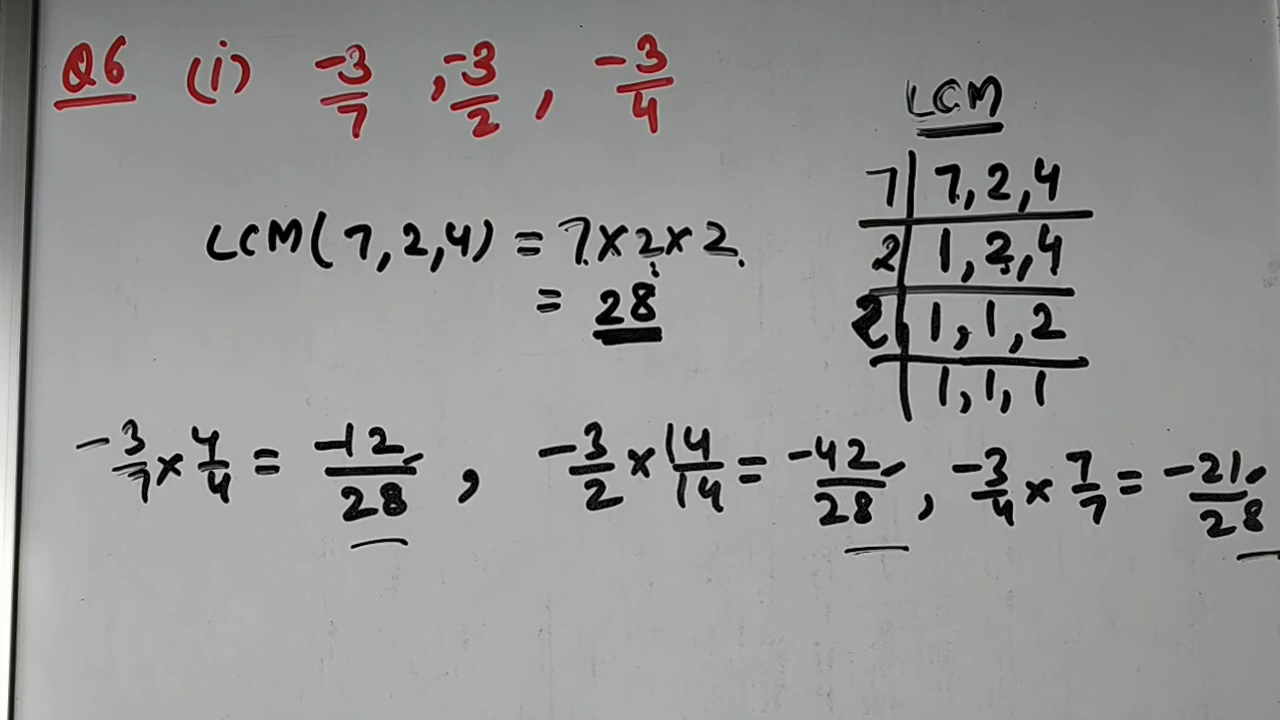 Q6 (i) -3/7, -3/2, -3/4
LCM
7 | 7, 2, 4
2 | 1, 2, 4
2 | 1, 1, 2
1, 1, 1
LCM(7,2,4) = 7×2×2
= 28
-3/7 × 4/4 = -12/28, -3/2 × 14/14 = -42/28, -3/4 × 7/7 = -21/28